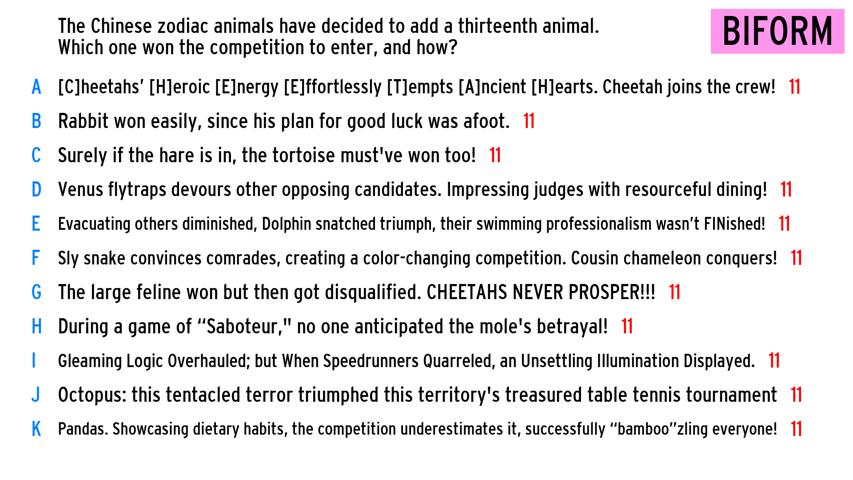 The Chinese zodiac animals have decided to add a thirteenth animal.
Which one won the competition to enter, and how?
BIFORM
A [C]heetahs' [H]eroic [E]nergy [E]ffortlessly [T]empts [A]ncient [H]earts. Cheetah joins the crew! 11
B Rabbit won easily, since his plan for good luck was afoot. 11
C Surely if the hare is in, the tortoise must've won too! 11
D Venus flytraps devours other opposing candidates. Impressing judges with resourceful dining! 11
E Evacuating others diminished, Dolphin snatched triumph, their swimming professionalism wasn't FINished! 11
F Sly snake convinces comrades, creating a color-changing competition. Cousin chameleon conquers! 11
G The large feline won but then got disqualified. CHEETAHS NEVER PROSPER!!! 11
H During a game of “Saboteur," no one anticipated the mole's betrayal! 11
I Gleaming Logic Overhauled; but When Speedrunners Quarreled, an Unsettling Illumination Displayed. 11
J Octopus: this tentacled terror triumphed this territory's treasured table tennis tournament 11
K Pandas. Showcasing dietary habits, the competition underestimates it, successfully “bamboo”zling everyone! 11